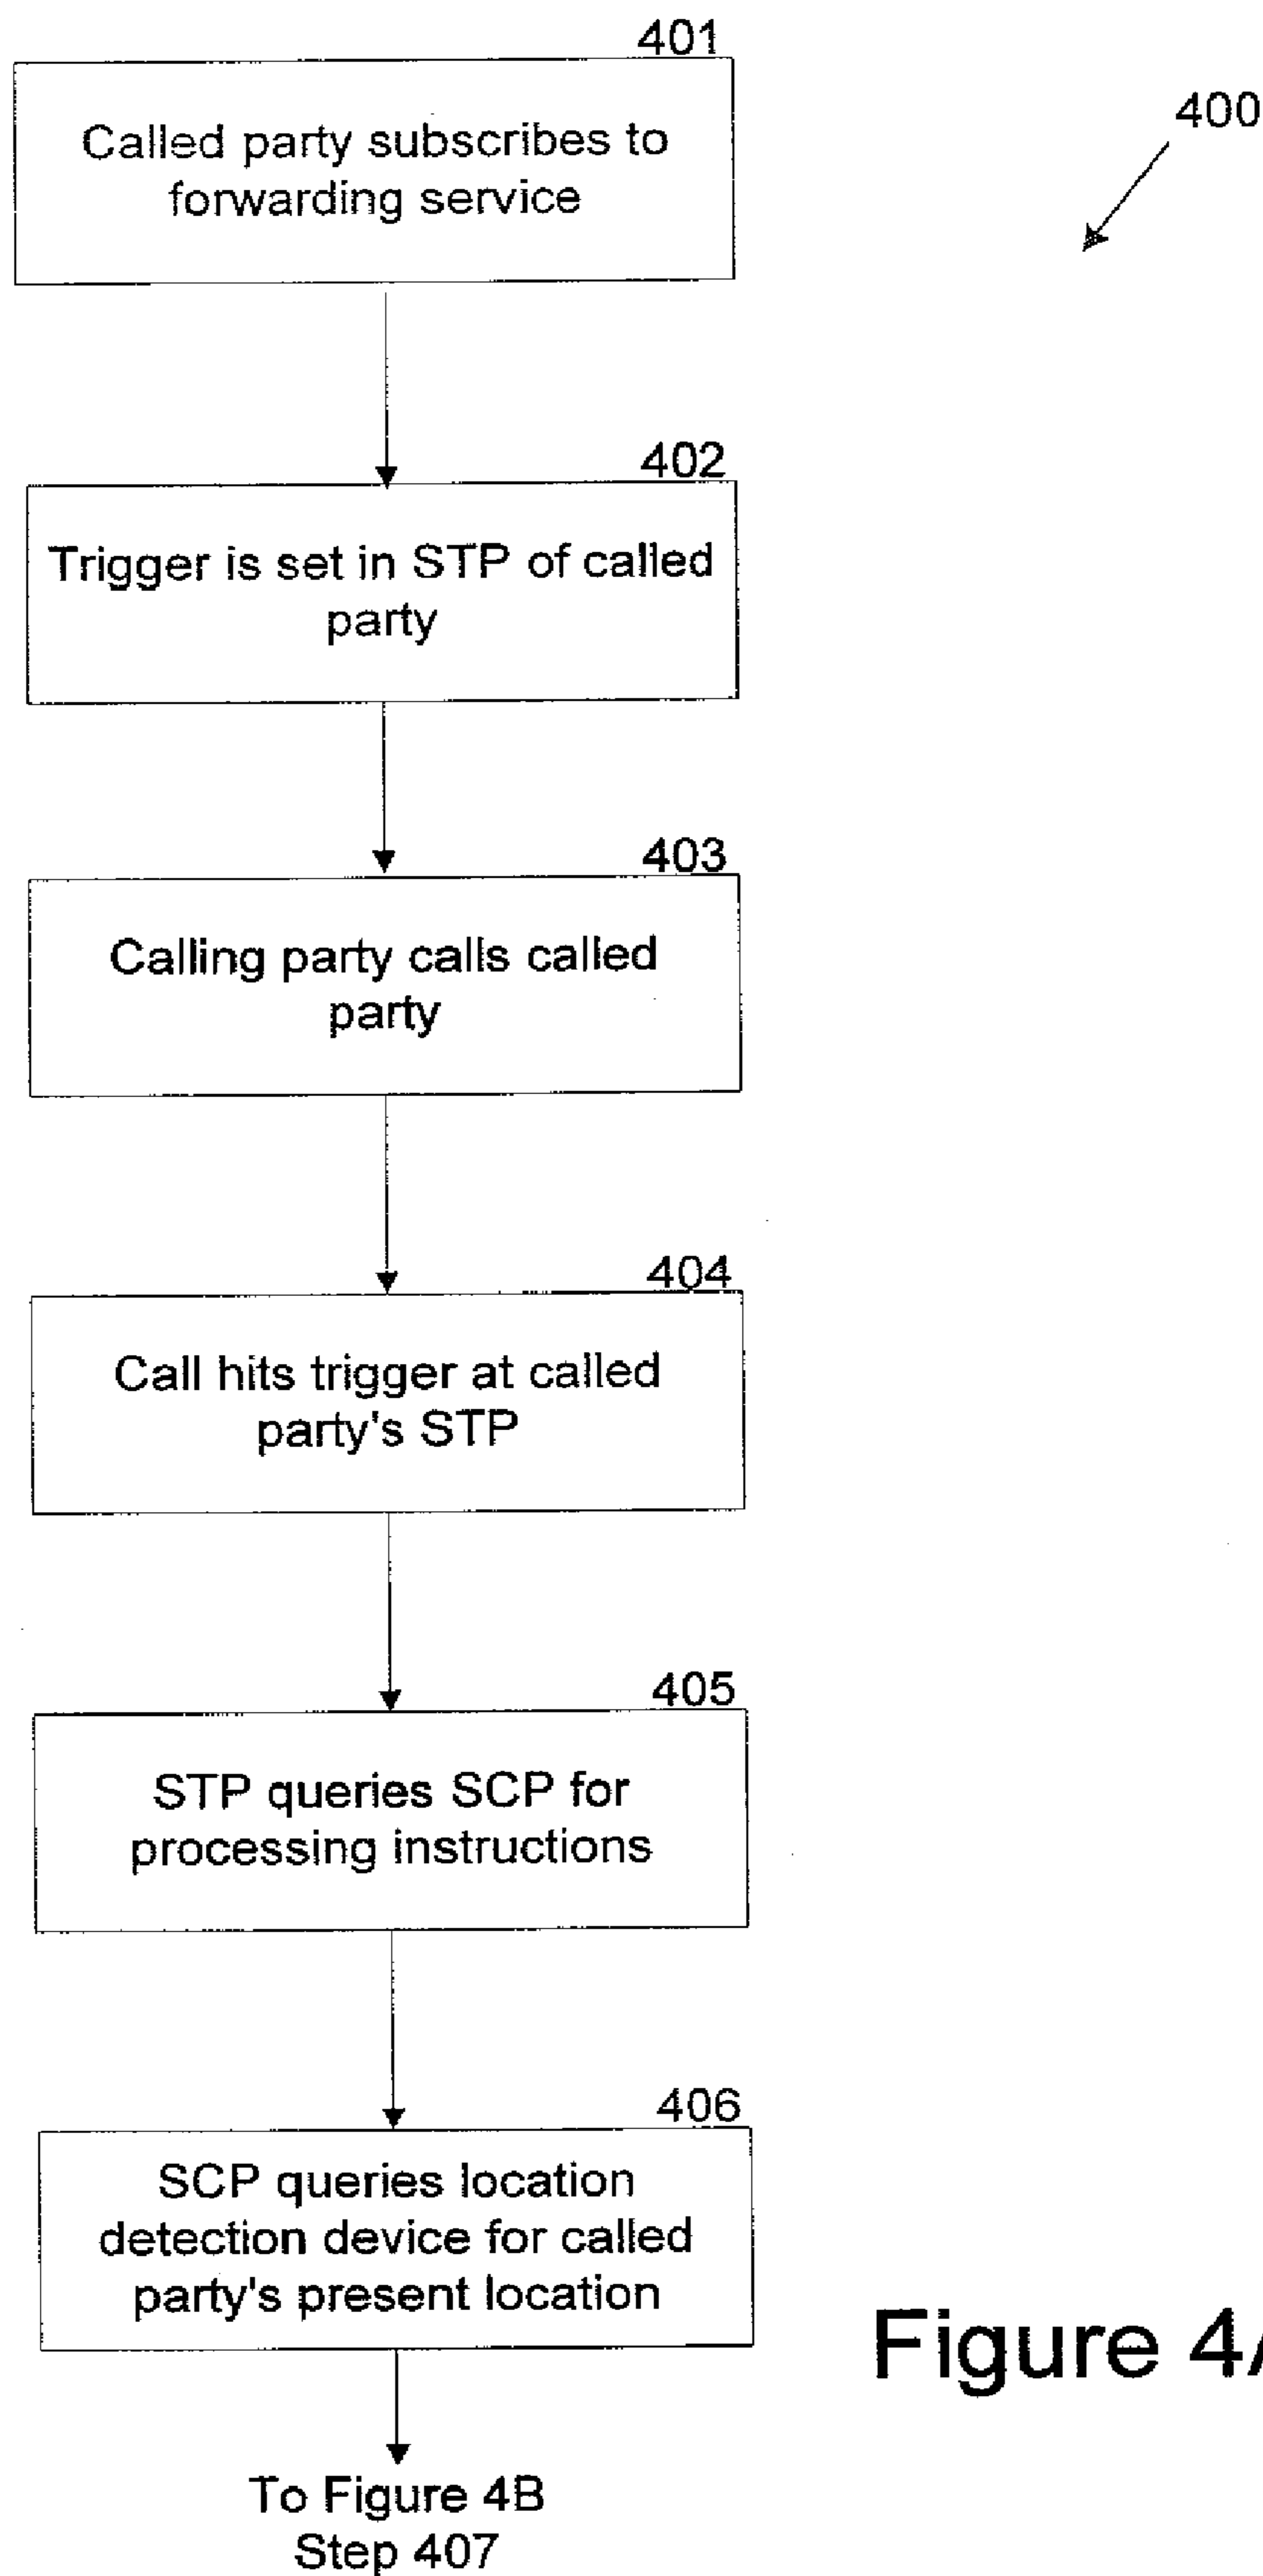 401
400
Called party subscribes to
forwarding service
402
Trigger is set in STP of called
party
403
Calling party calls called
party
404
Call hits trigger at called
party's STP
405
STP queries SCP for
processing instructions
406
SCP queries location
detection device for called
party's present location
Figure 4A
To Figure 4B
Step 407